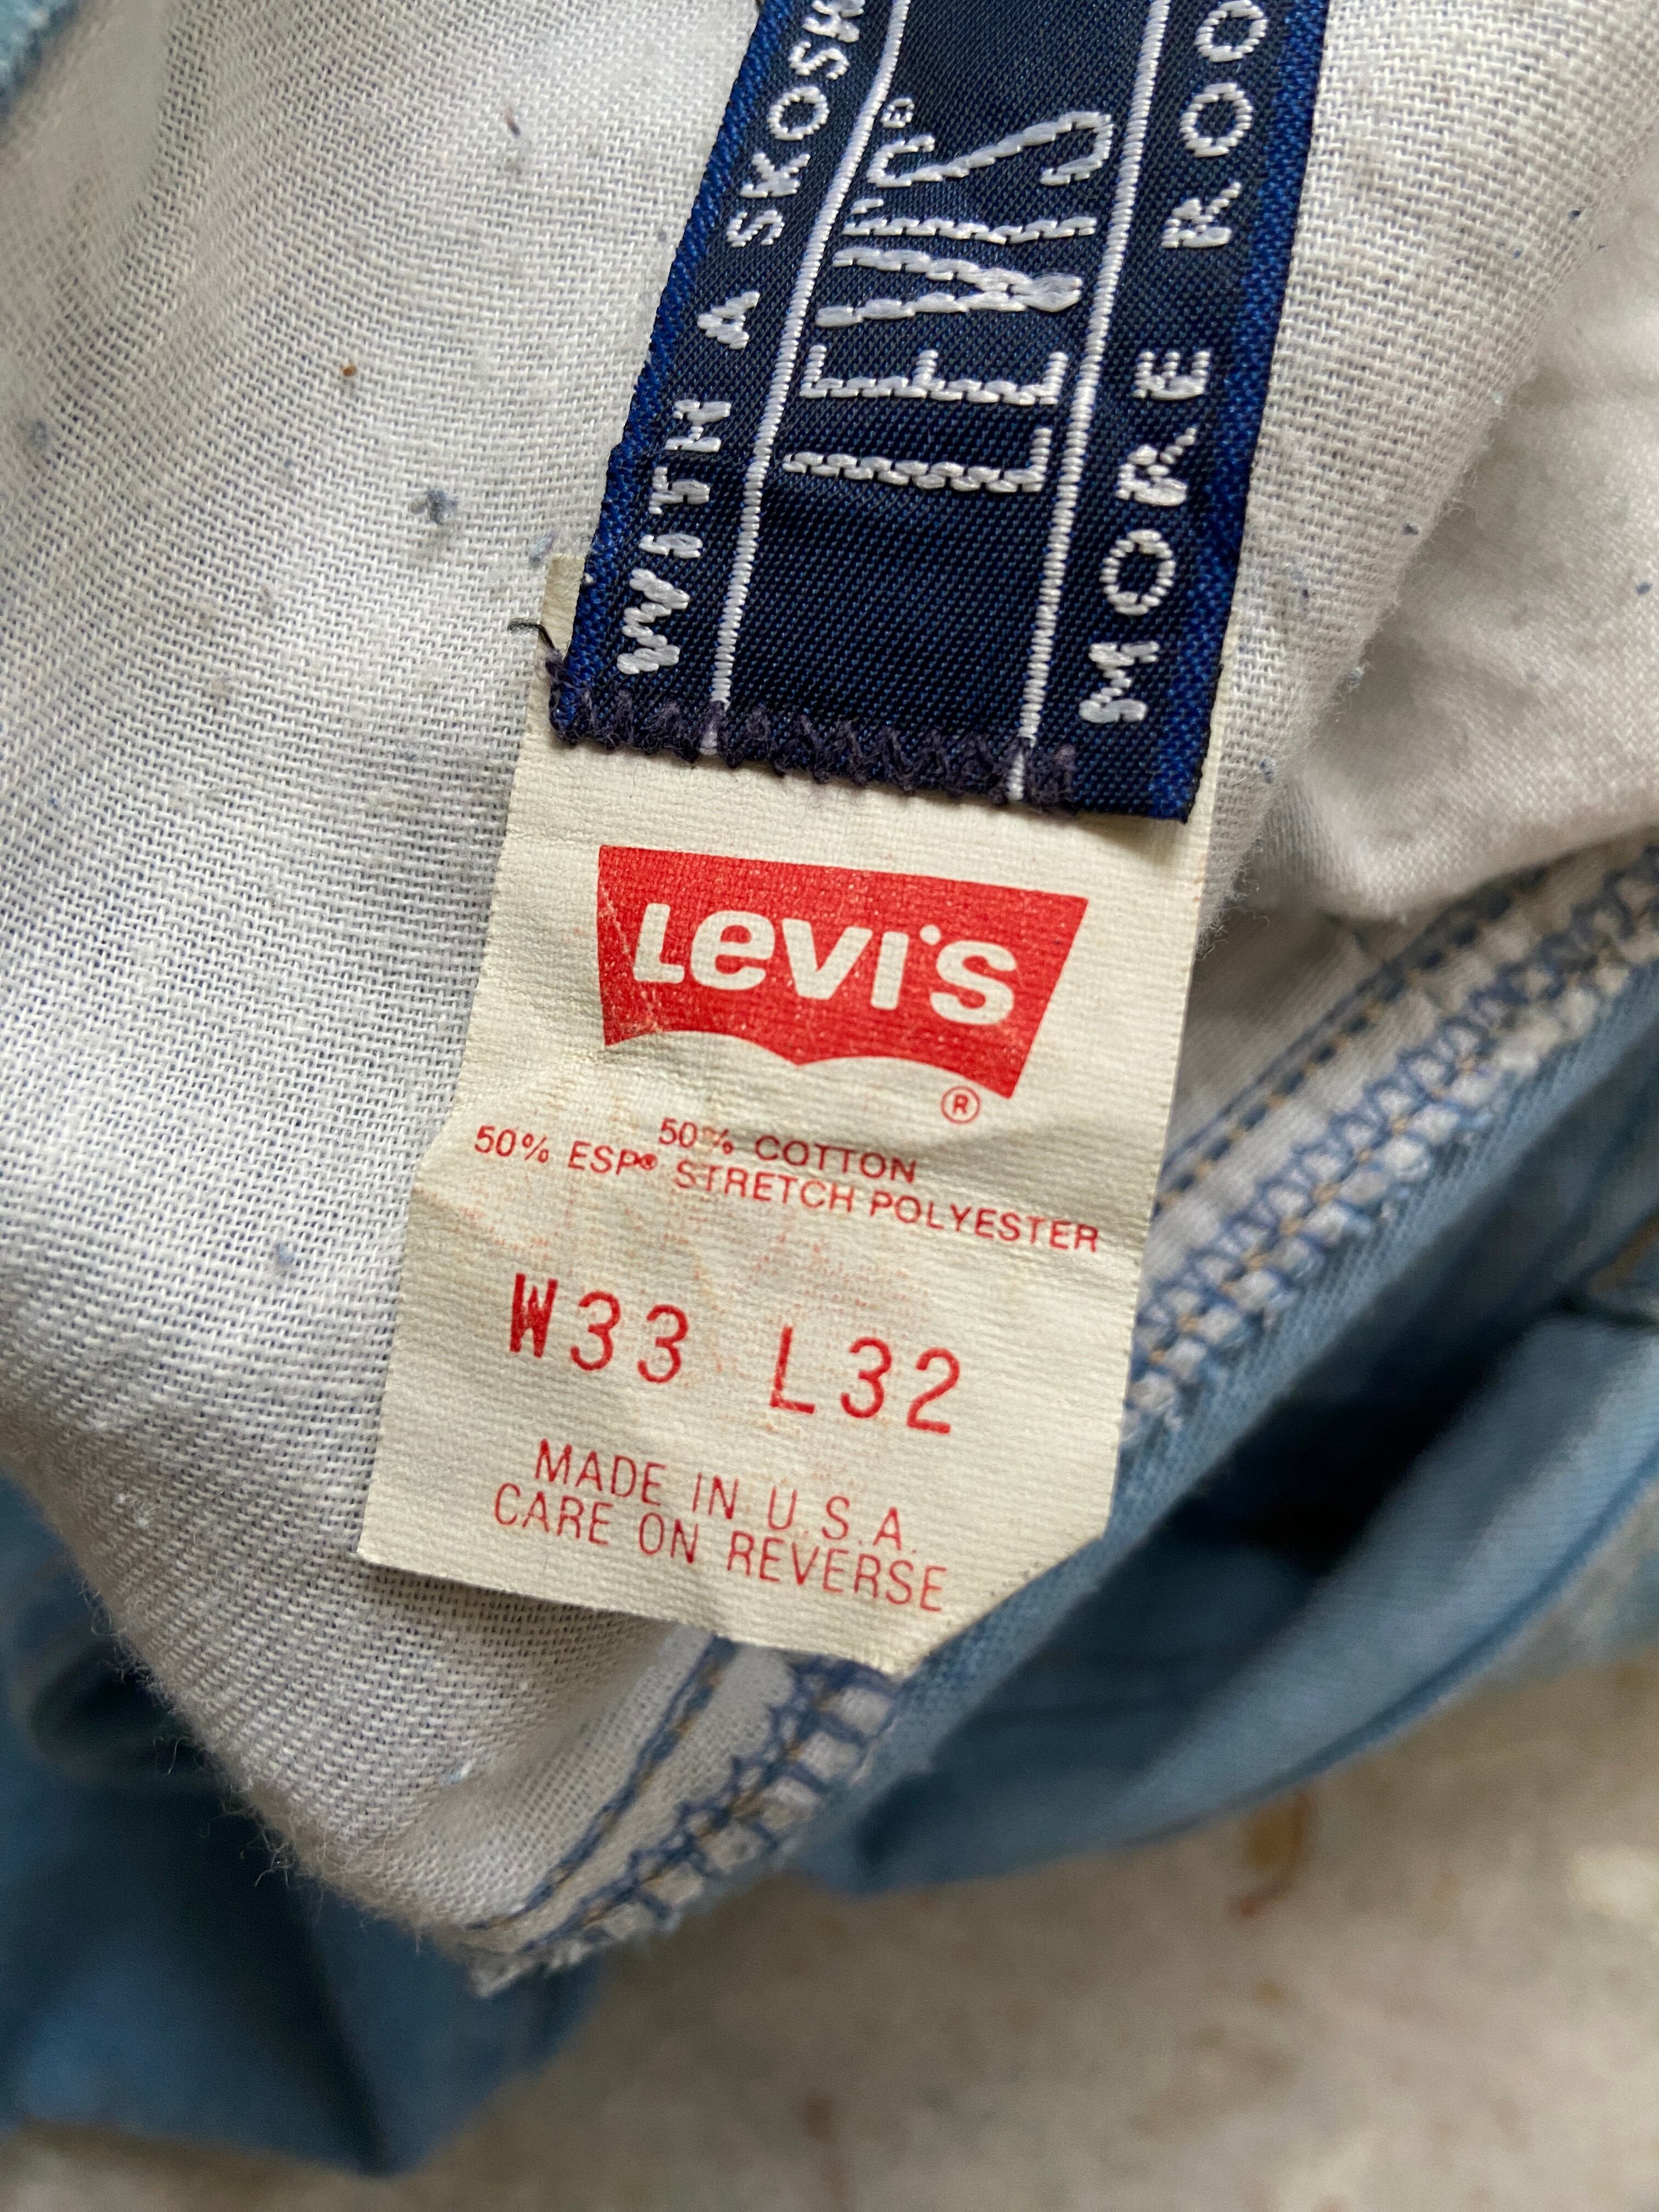 WITH A SKOSH
LEVI'S®
MORE ROO
Levi's
®
50% COTTON
50% ESP® STRETCH POLYESTER
W33 L32
MADE IN U.S.A.
CARE ON REVERSE